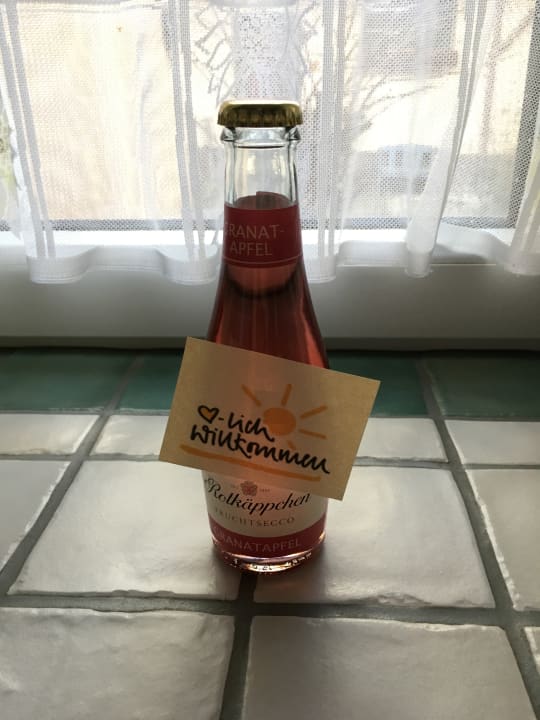 GRANAT-
APFEL
♡-lich
willkommen
Rotkäppchen
FRUCHTSECCO
GRANATAPFEL